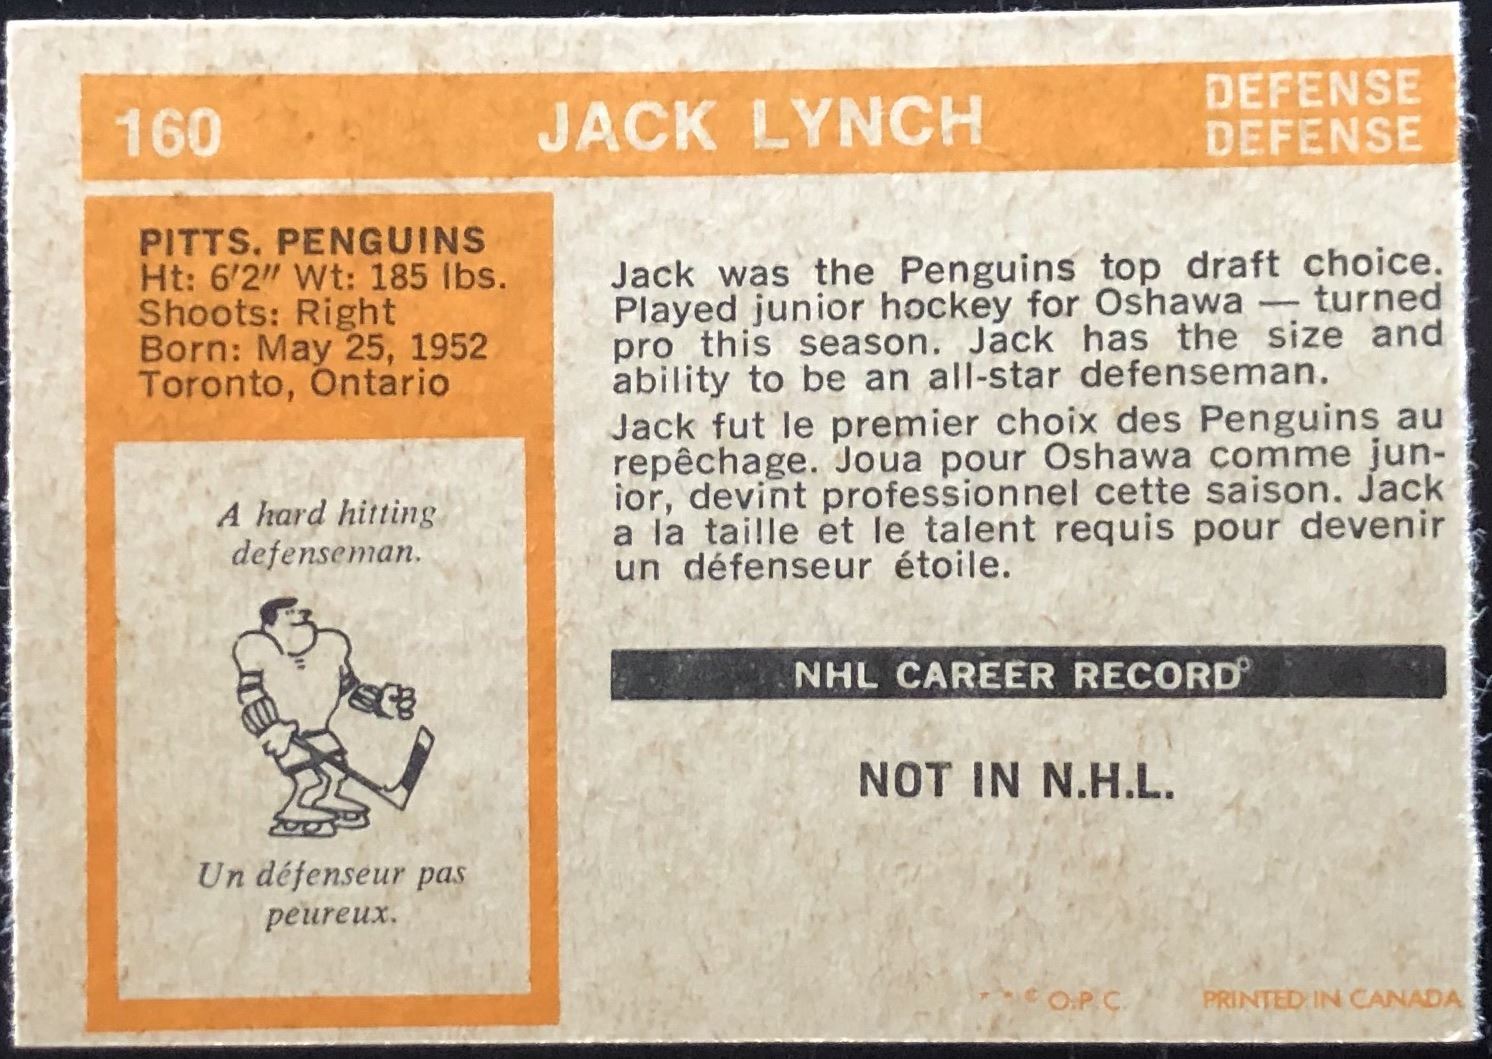 160 JACK LYNCH DEFENSE
DEFENSE
PITTS. PENGUINS
Ht: 6'2" Wt: 185 lbs.
Shoots: Right
Born: May 25, 1952
Toronto, Ontario
A hard hitting
defenseman.
Un défenseur pas
peureux.
Jack was the Penguins top draft choice.
Played junior hockey for Oshawa — turned
pro this season. Jack has the size and
ability to be an all-star defenseman.
Jack fut le premier choix des Penguins au
repêchage. Joua pour Oshawa comme jun-
ior, devint professionnel cette saison. Jack
a la taille et le talent requis pour devenir
un défenseur étoile.
NHL CAREER RECORD
NOT IN N.H.L.
* * © O.P.C. PRINTED IN CANADA